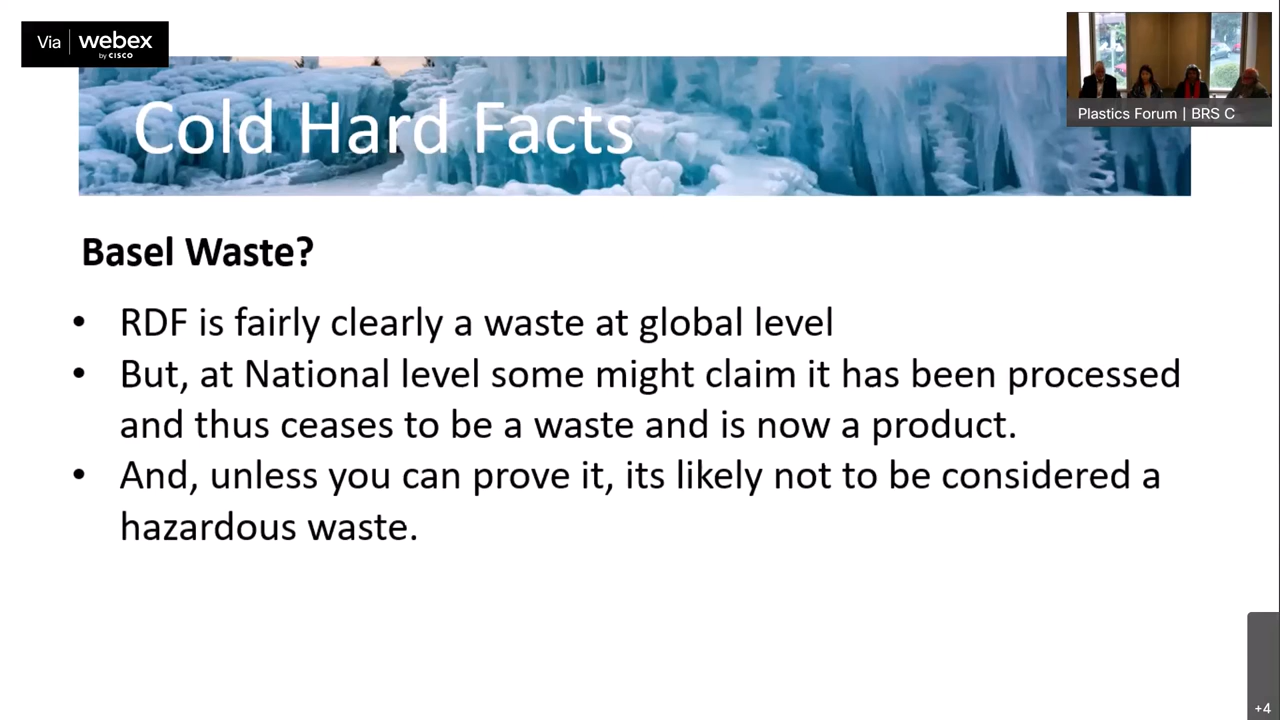 Via webex
by CISCO
Plastics Forum | BRS C
Cold Hard Facts
Basel Waste?
• RDF is fairly clearly a waste at global level
• But, at National level some might claim it has been processed
and thus ceases to be a waste and is now a product.
• And, unless you can prove it, its likely not to be considered a
hazardous waste.
+4